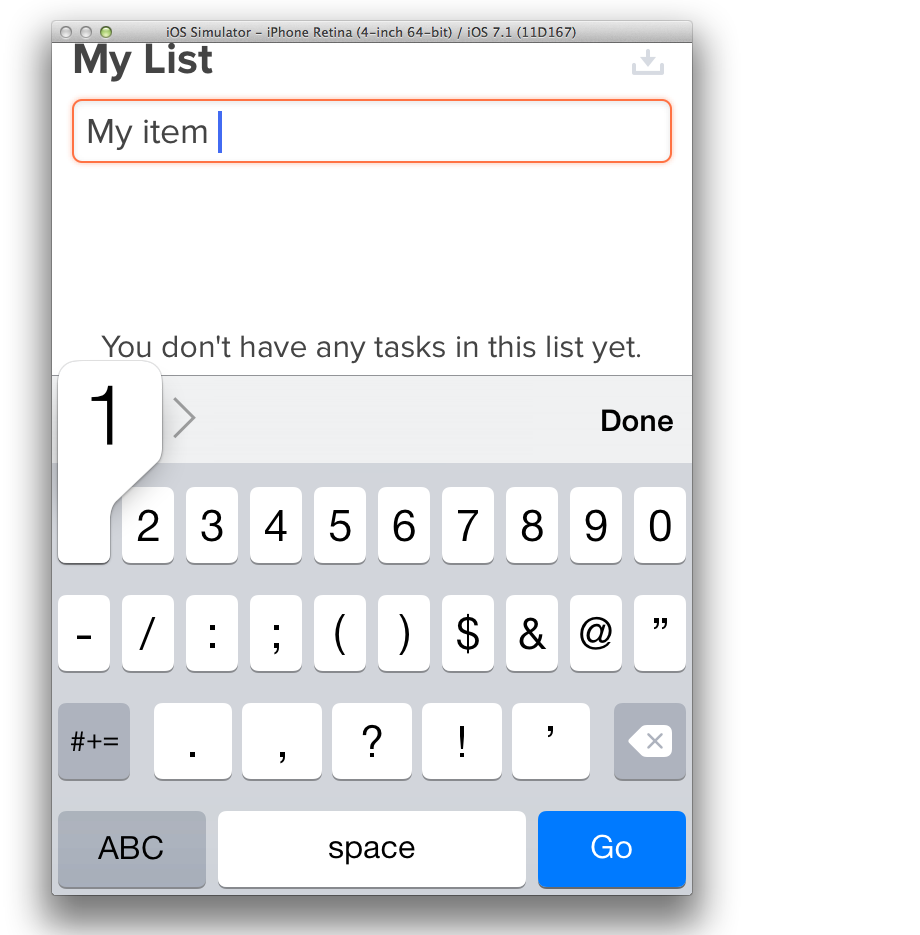 iOS Simulator – iPhone Retina (4-inch 64-bit) / iOS 7.1 (11D167)
My List
My item
You don't have any tasks in this list yet.
1
Done
2 3 4 5 6 7 8 9 0
- / : ; ( ) $ & @ ”
#+= . , ? ! ’
ABC space Go